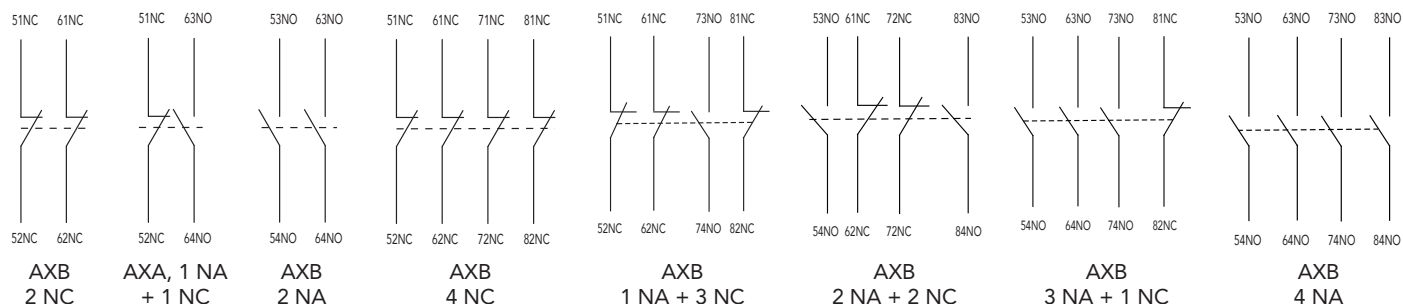 51NC 61NC 51NC 63NO 53NO 63NO 51NC 61NC 71NC 81NC 51NC 61NC 73NO 81NC 53NO 61NC 72NC 83NO 53NO 63NO 73NO 81NC 53NO 63NO 73NO 83NO
52NC 62NC 52NC 64NO 54NO 64NO 52NC 62NC 72NC 82NC 52NC 62NC 74NO 82NC 54NO 62NC 72NC 84NO 54NO 64NO 74NO 82NC 54NO 64NO 74NO 84NO
AXB AXA, 1 NA AXB AXB AXB AXB AXB AXB
2 NC + 1 NC 2 NA 4 NC 1 NA + 3 NC 2 NA + 2 NC 3 NA + 1 NC 4 NA